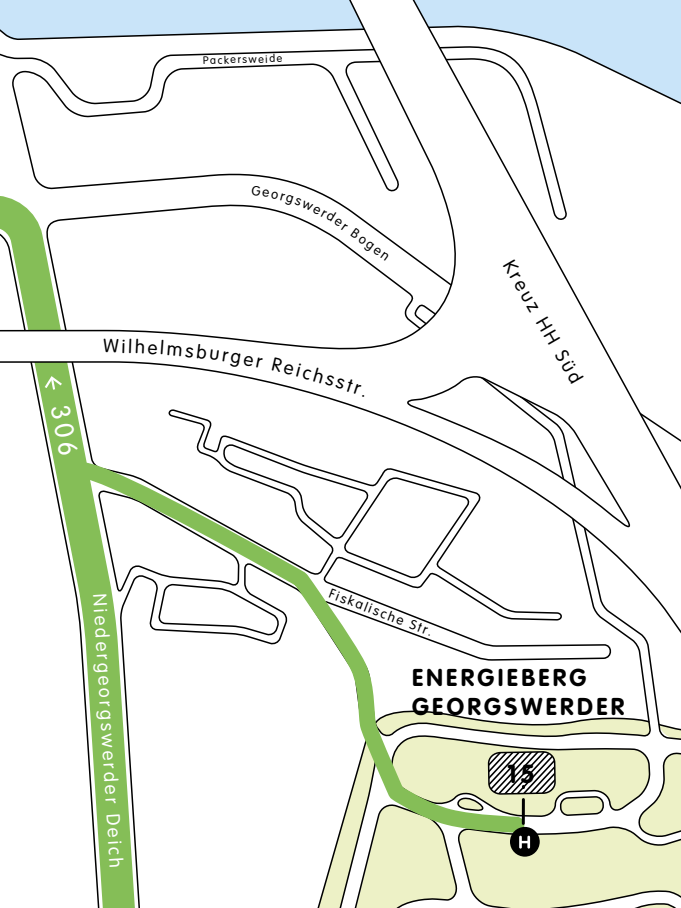 Packersweide
Georgswerder Bogen
Kreuz HH Süd
Wilhelmsburger Reichsstr.
← 306
Fiskalische Str.
Niedergeorgswerder Deich
ENERGIEBERG
GEORGSWERDER
15
H